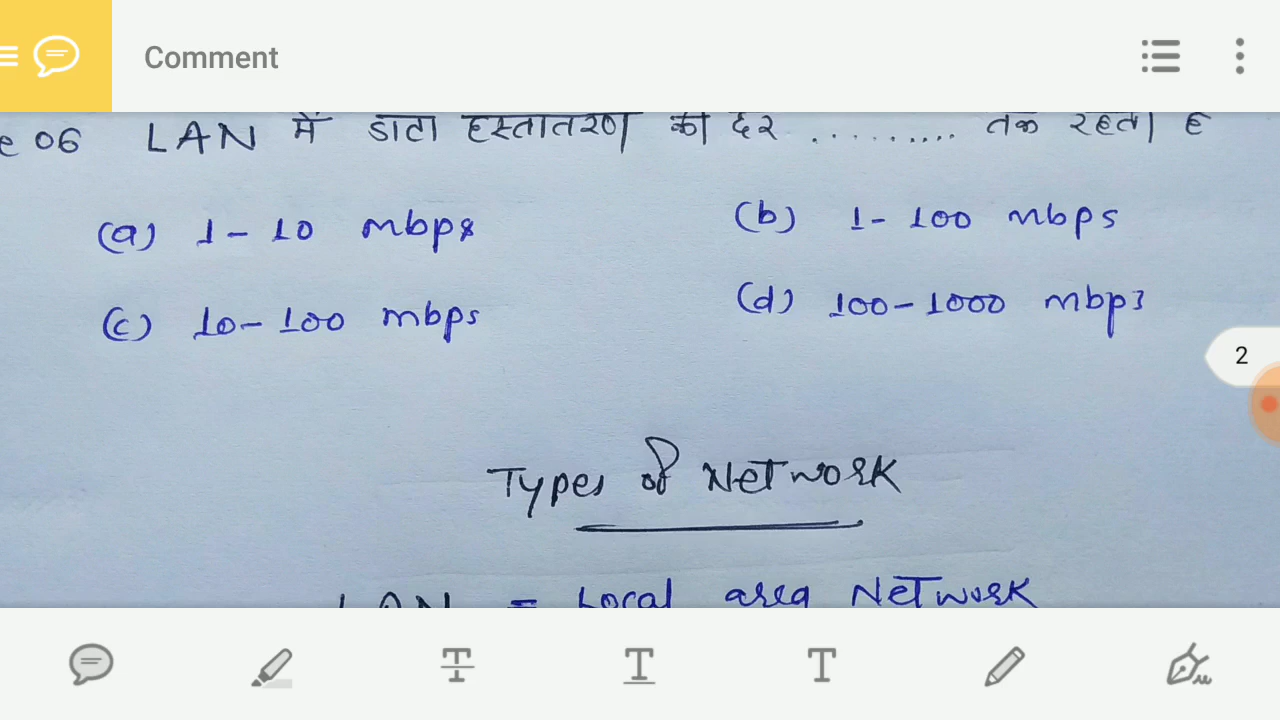 Comment
e 06 LAN में डाटा हस्तातरण की दर ......... तक रहती है
(a) 1 - 10 mbps
(b) 1 - 100 mbps
(c) 10 - 100 mbps
(d) 100 - 1000 mbps
2
Types of Network
LAN = Local area Network
T
T
T